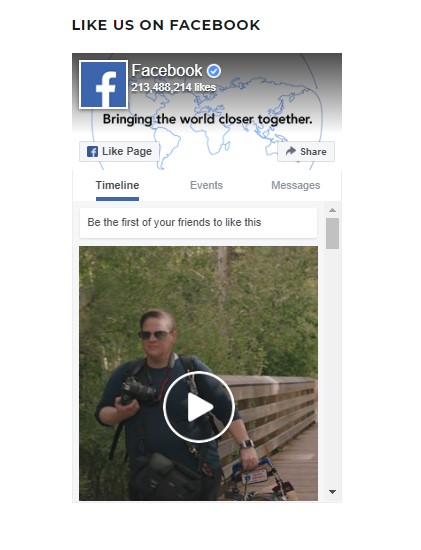 LIKE US ON FACEBOOK
Facebook
213,488,214 likes
Bringing the world closer together.
Like Page
Share
Timeline
Events
Messages
Be the first of your friends to like this